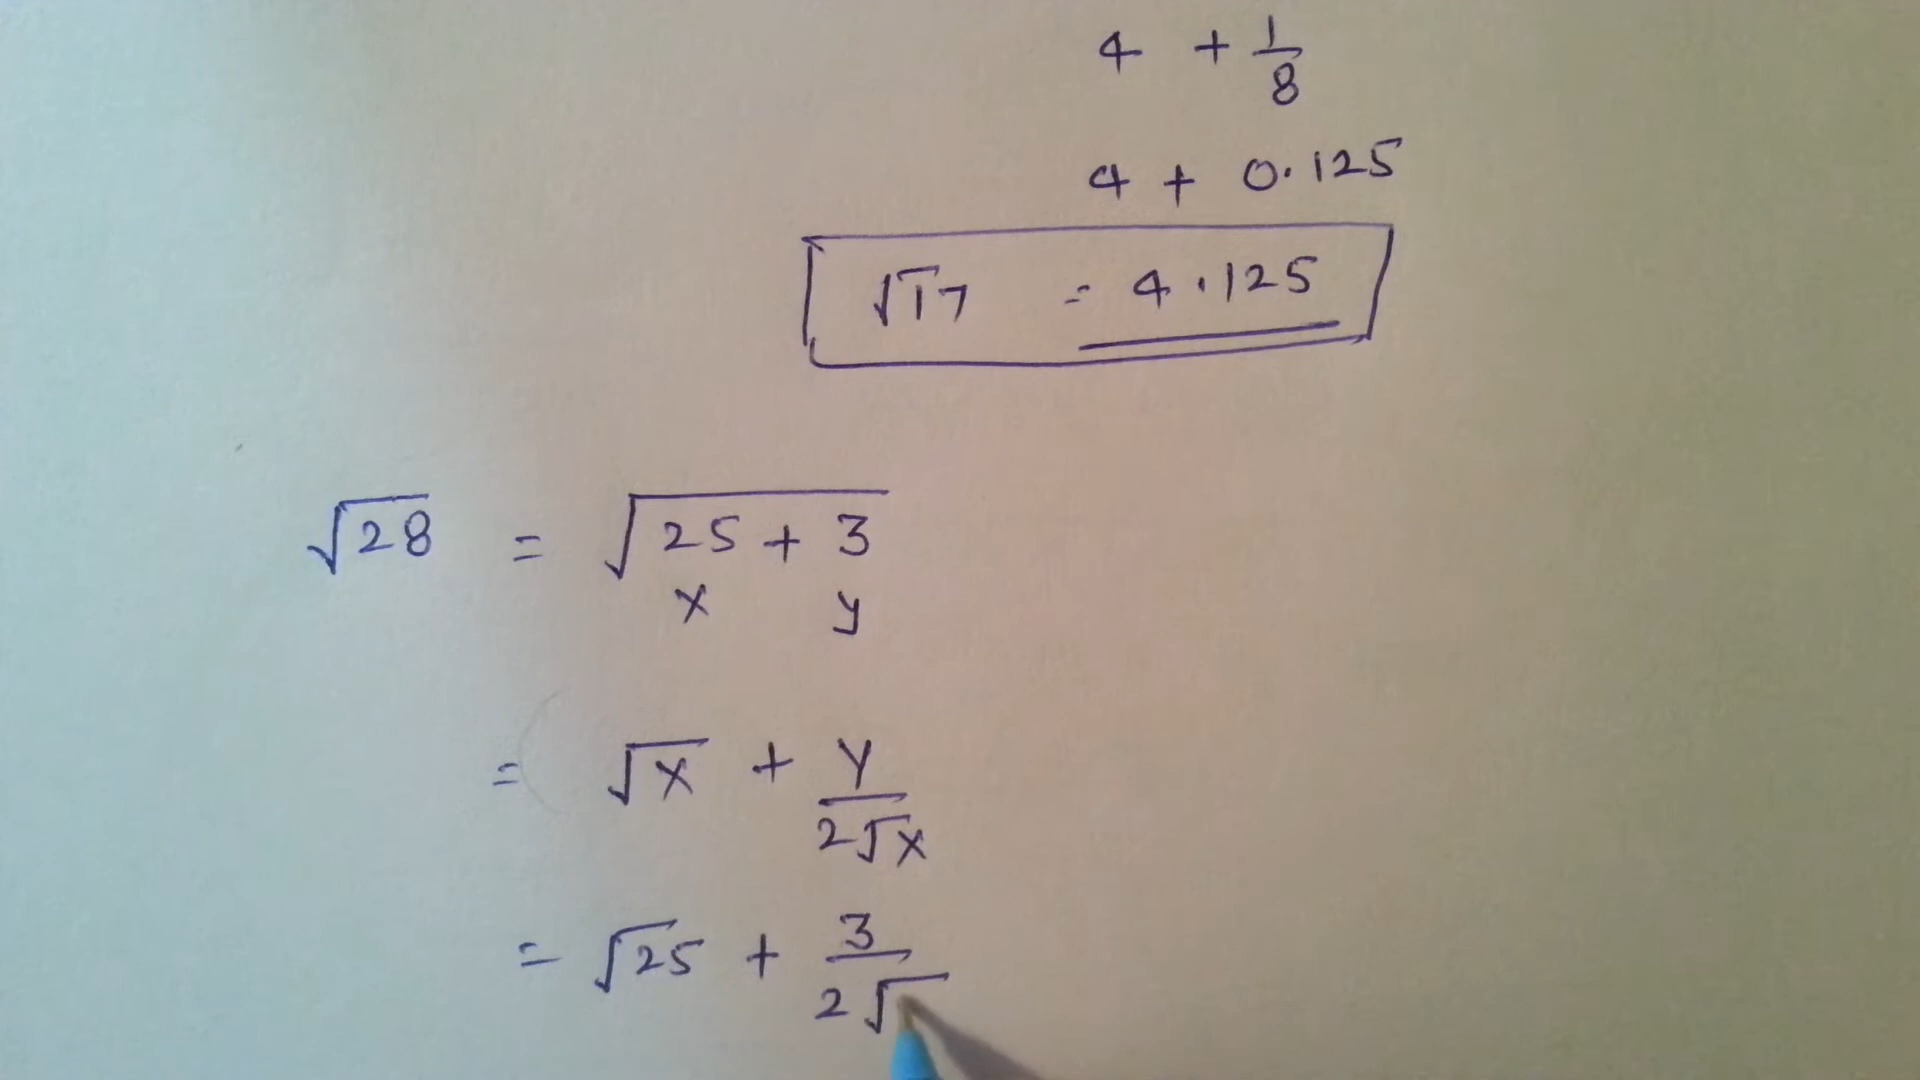 4 + 1/8
4 + 0.125
√17 = 4.125
√28 = √25 + 3
x y
= √x + y/2√x
= √25 + 3/2√